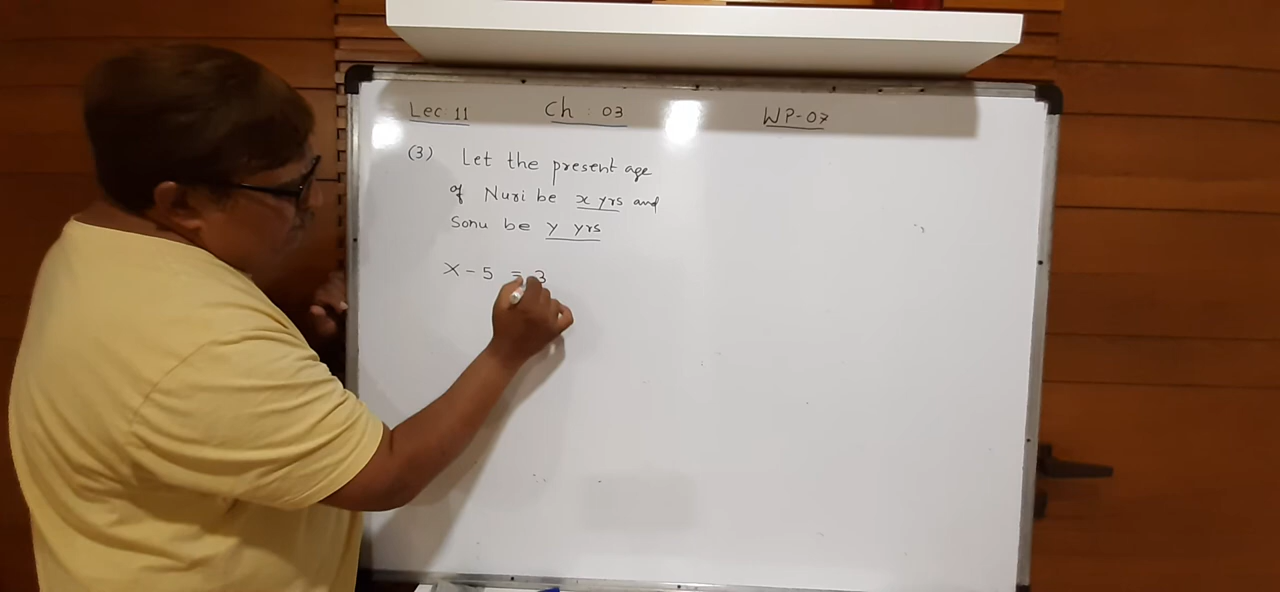 Lec 11 Ch : 03 WP-07
(3) Let the present age
of Nuri be x yrs and
Sonu be y yrs
x - 5 = 3